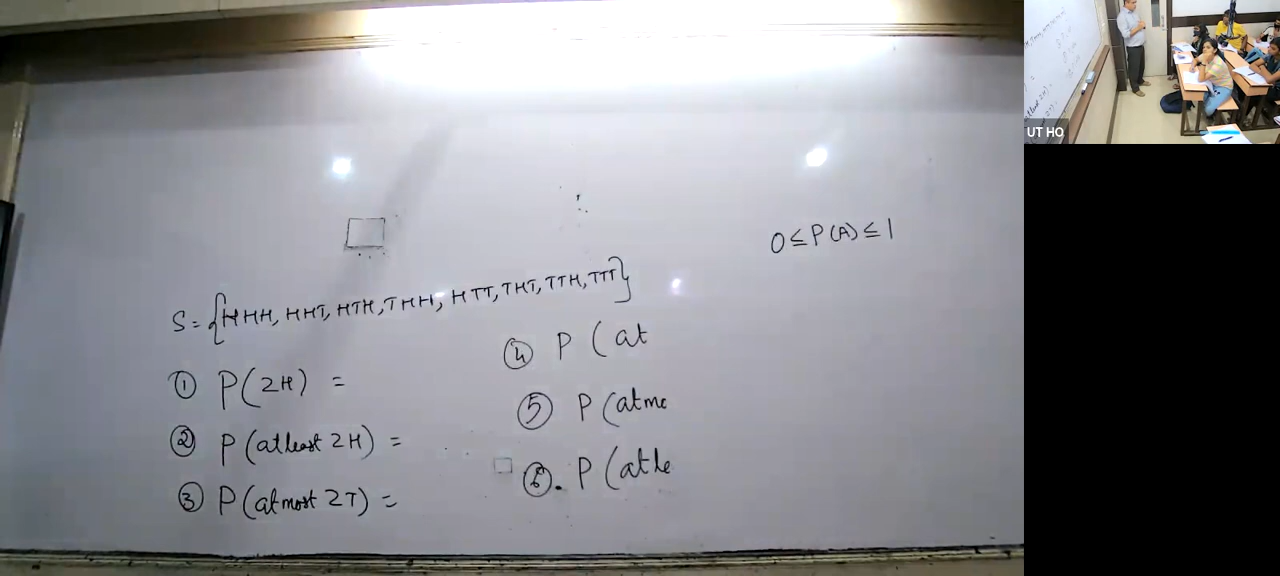 0 ≤ P(A) ≤ 1
S = {HHH, HHT, HTH, THH, HTT, THT, TTH, TTT}
① P(2H) =
② P(atleast 2H) =
③ P(atmost 2T) =
④ P(at
⑤ P(atmo
⑥. P(atle
UT HO